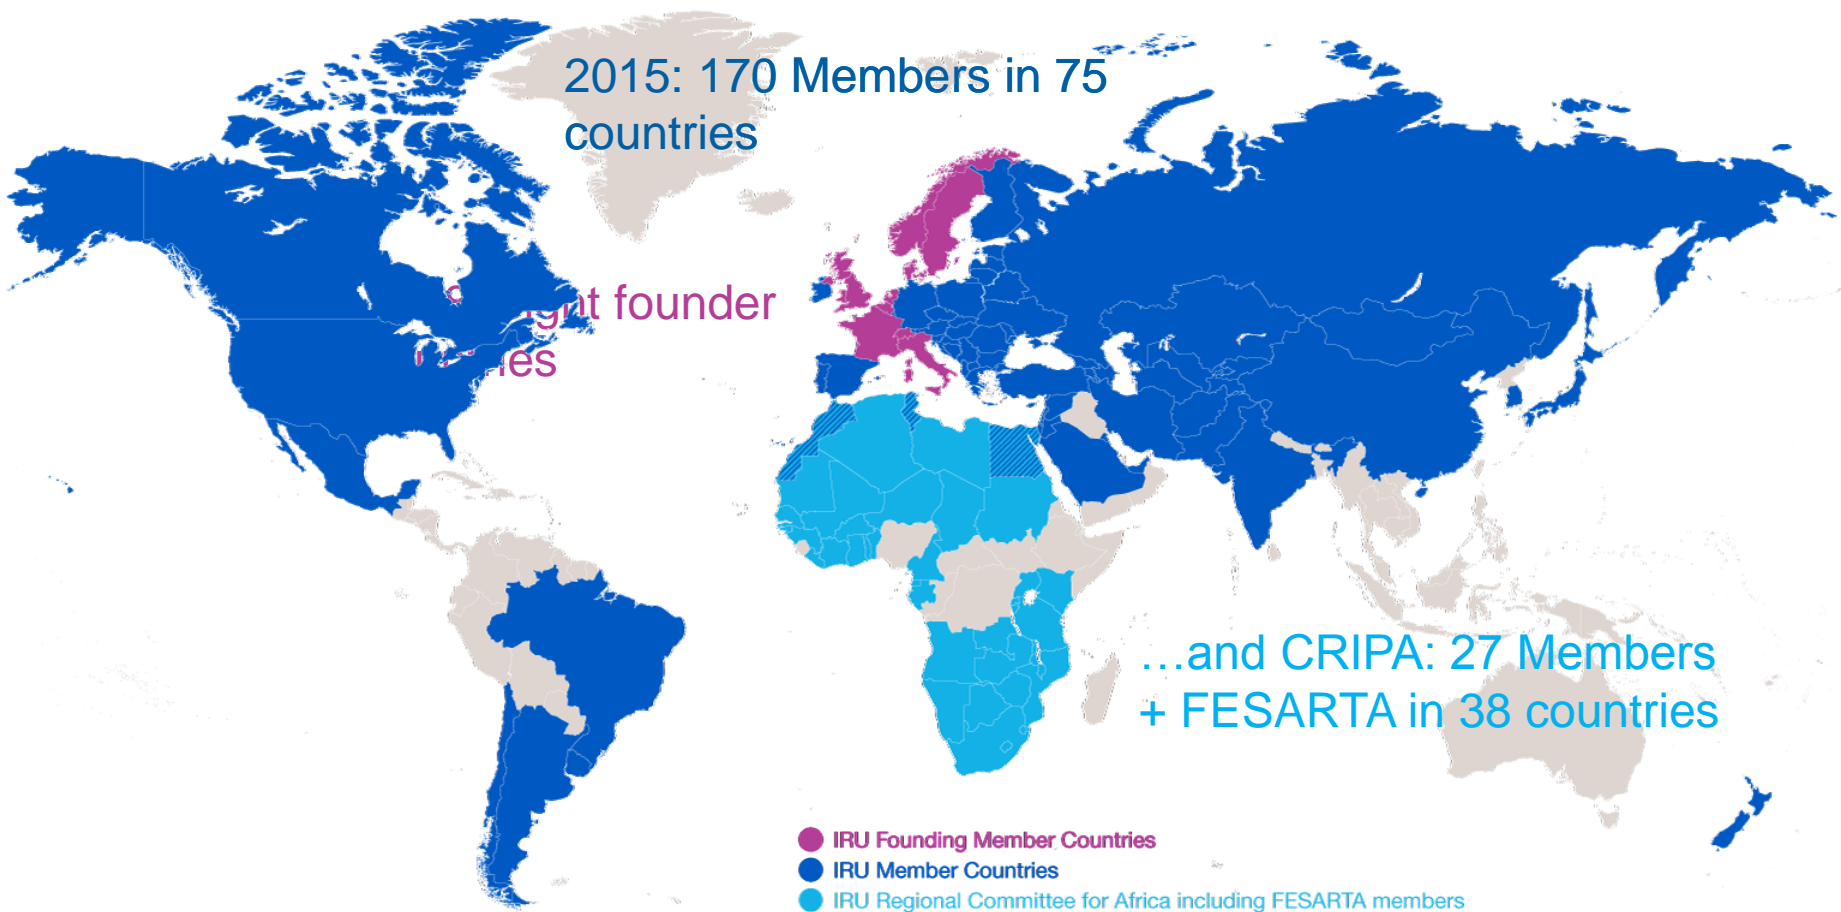 2015: 170 Members in 75
countries
founder
…and CRIPA: 27 Members
+ FESARTA in 38 countries
IRU Founding Member Countries
IRU Member Countries
IRU Regional Committee for Africa including FESARTA members